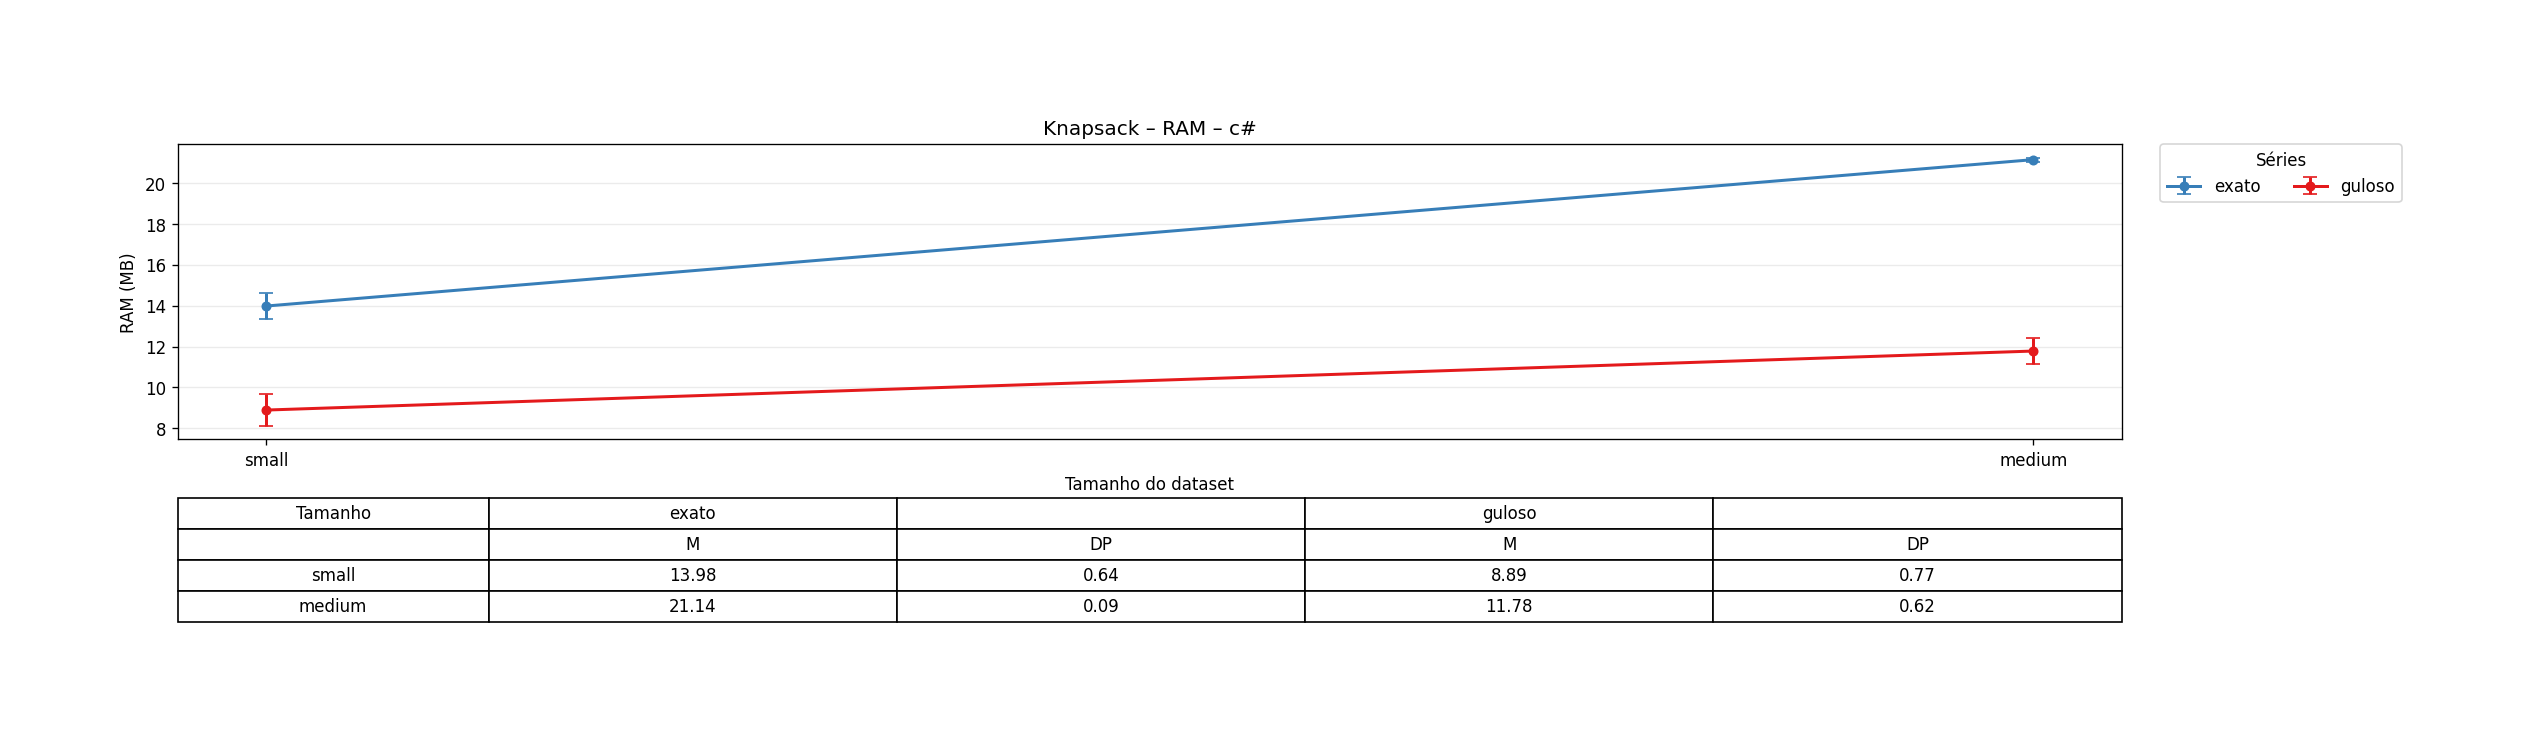 Knapsack – RAM – c#
Séries
exato guloso
RAM (MB)
20
18
16
14
12
10
8
small medium
Tamanho do dataset
Tamanho exato guloso
M DP M DP
small 13.98 0.64 8.89 0.77
medium 21.14 0.09 11.78 0.62